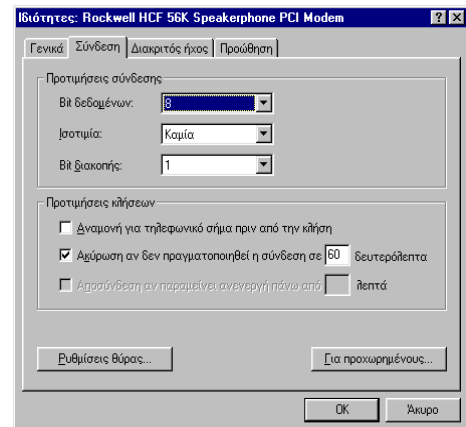 Ιδιότητες: Rockwell HCF 56K Speakerphone PCI Modem
Γενικά Σύνδεση Διακριτός ήχος Προώθηση
Προτιμήσεις σύνδεσης
Bit δεδομένων: 8
Ισοτιμία: Καμία
Bit διακοπής: 1
Προτιμήσεις κλήσεων
Αναμονή για τηλεφωνικό σήμα πριν από την κλήση
Ακύρωση αν δεν πραγματοποιηθεί η σύνδεση σε 60 δευτερόλεπτα
Αποσύνδεση αν παραμείνει ανενεργή πάνω από λεπτά
Ρυθμίσεις θύρας... Για προχωρημένους...
OK Άκυρο